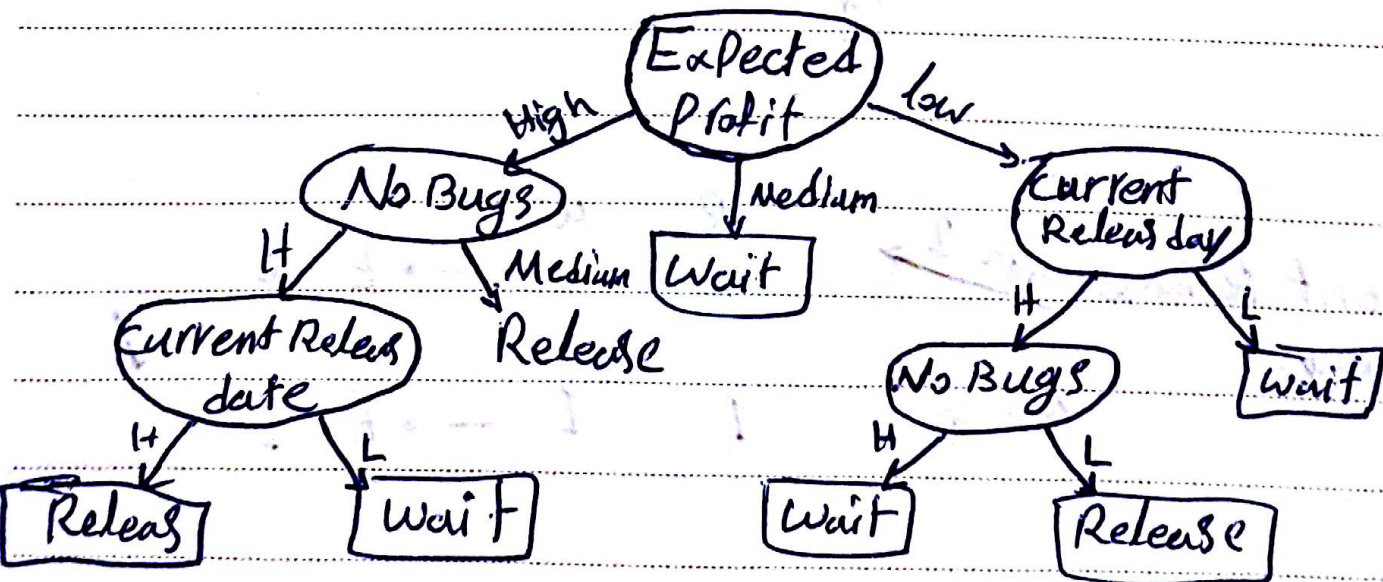 Expected
Profit
High
low
No Bugs
Medium
Current
Releas day
H
Medium
Wait
H
L
Current Releas
date
Release
No Bugs
wait
H
L
H
L
Releas
Wait
Wait
Release